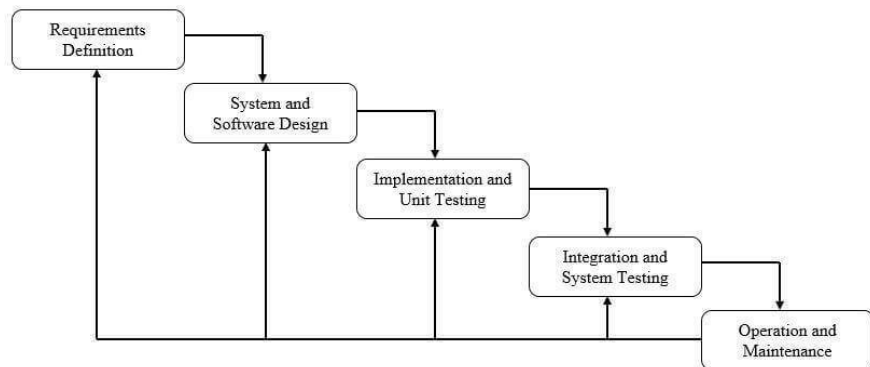 Requirements
Definition
System and
Software Design
Implementation and
Unit Testing
Integration and
System Testing
Operation and
Maintenance